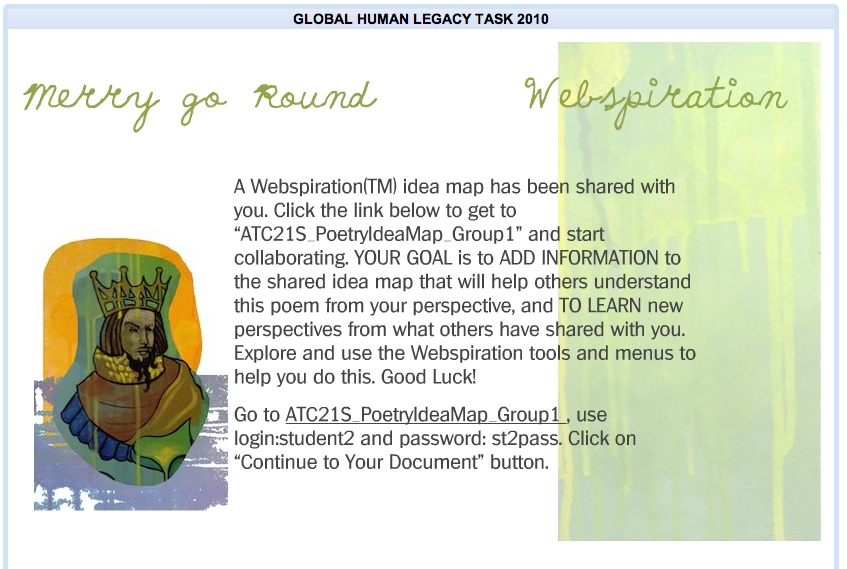 GLOBAL HUMAN LEGACY TASK 2010
Merry go Round Webspiration
A Webspiration(TM) idea map has been shared with
you. Click the link below to get to
“ATC21S_PoetryIdeaMap_Group1” and start
collaborating. YOUR GOAL is to ADD INFORMATION to
the shared idea map that will help others understand
this poem from your perspective, and TO LEARN new
perspectives from what others have shared with you.
Explore and use the Webspiration tools and menus to
help you do this. Good Luck!
Go to ATC21S_PoetryIdeaMap_Group1 , use
login:student2 and password: st2pass. Click on
“Continue to Your Document” button.